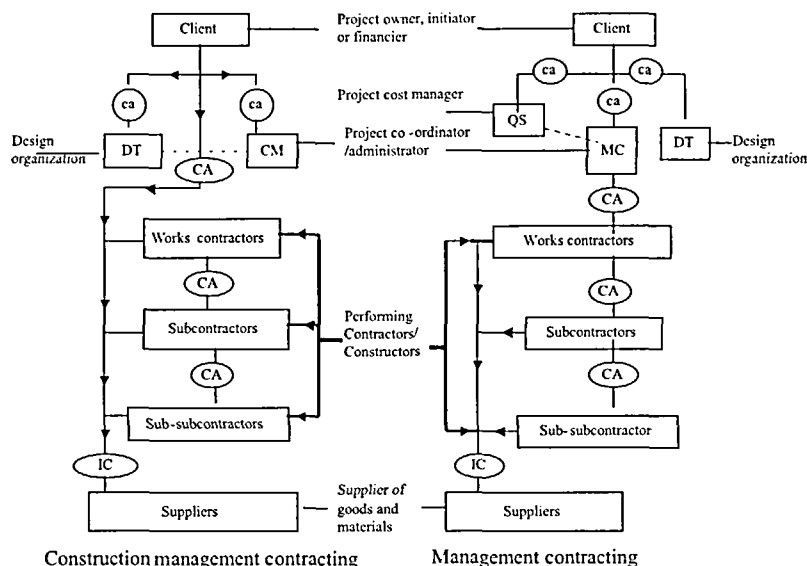 Client
Project owner, initiator
or financier
Client
ca
ca
ca
ca
ca
Project cost manager
QS
Design
organization
DT
CM
Project co-ordinator
/administrator
MC
DT
Design
organization
CA
CA
Works contractors
Works contractors
CA
CA
Subcontractors
Performing
Contractors/
Constructors
Subcontractors
CA
CA
Sub-subcontractors
Sub-subcontractor
IC
IC
Suppliers
Supplier of
goods and
materials
Suppliers
Construction management contracting
Management contracting